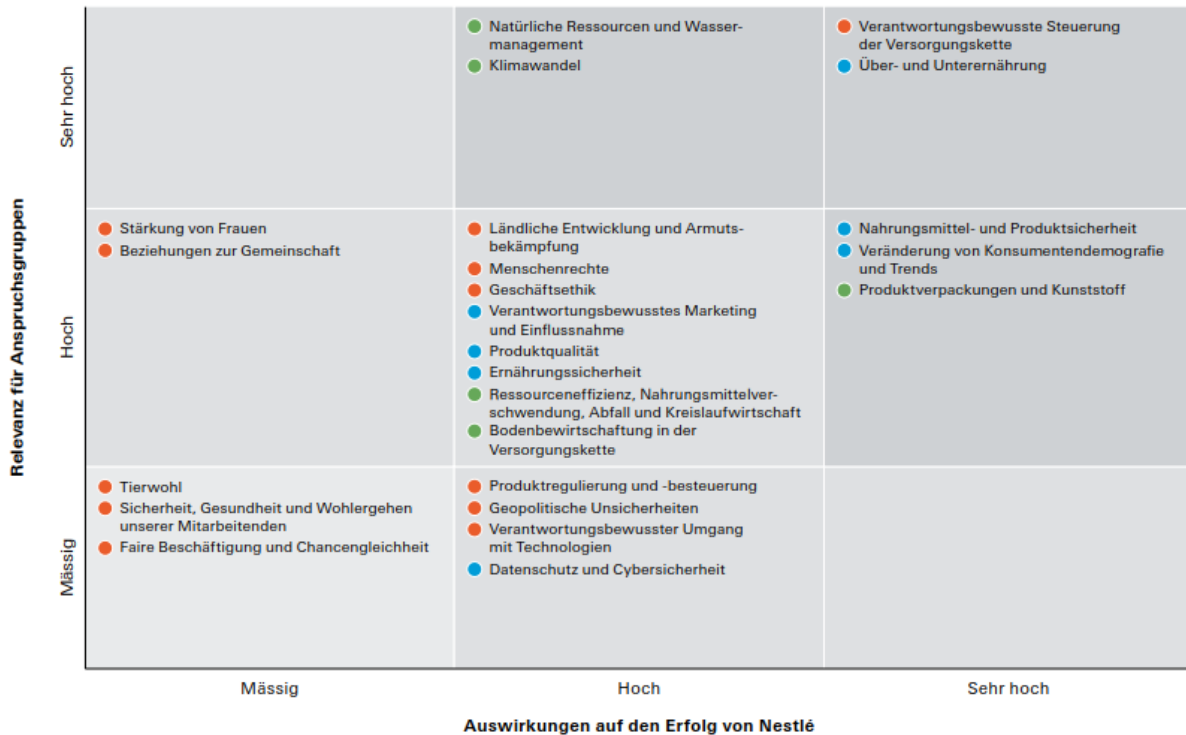 Relevanz für Anspruchsgruppen
Sehr hoch
Natürliche Ressourcen und Wasser-
management
Klimawandel
Verantwortungsbewusste Steuerung
der Versorgungskette
Über- und Unterernährung
Hoch
Stärkung von Frauen
Beziehungen zur Gemeinschaft
Ländliche Entwicklung und Armuts-
bekämpfung
Menschenrechte
Geschäftsethik
Verantwortungsbewusstes Marketing
und Einflussnahme
Produktqualität
Ernährungssicherheit
Ressourceneffizienz, Nahrungsmittelver-
schwendung, Abfall und Kreislaufwirtschaft
Bodenbewirtschaftung in der
Versorgungskette
Nahrungsmittel- und Produktsicherheit
Veränderung von Konsumentendemografie
und Trends
Produktverpackungen und Kunststoff
Mässig
Tierwohl
Sicherheit, Gesundheit und Wohlergehen
unserer Mitarbeitenden
Faire Beschäftigung und Chancengleichheit
Produktregulierung und -besteuerung
Geopolitische Unsicherheiten
Verantwortungsbewusster Umgang
mit Technologien
Datenschutz und Cybersicherheit
Mässig
Hoch
Sehr hoch
Auswirkungen auf den Erfolg von Nestlé